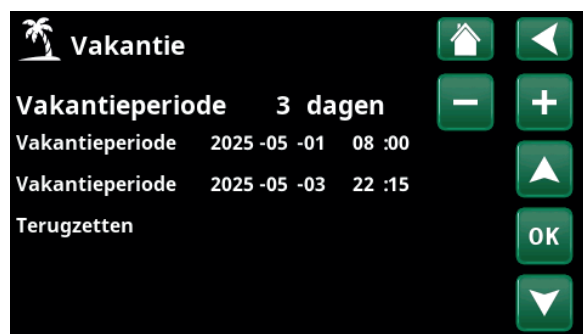 Vakantie
Vakantieperiode 3 dagen
Vakantieperiode 2025 -05 -01 08 :00
Vakantieperiode 2025 -05 -03 22 :15
Terugzetten
OK